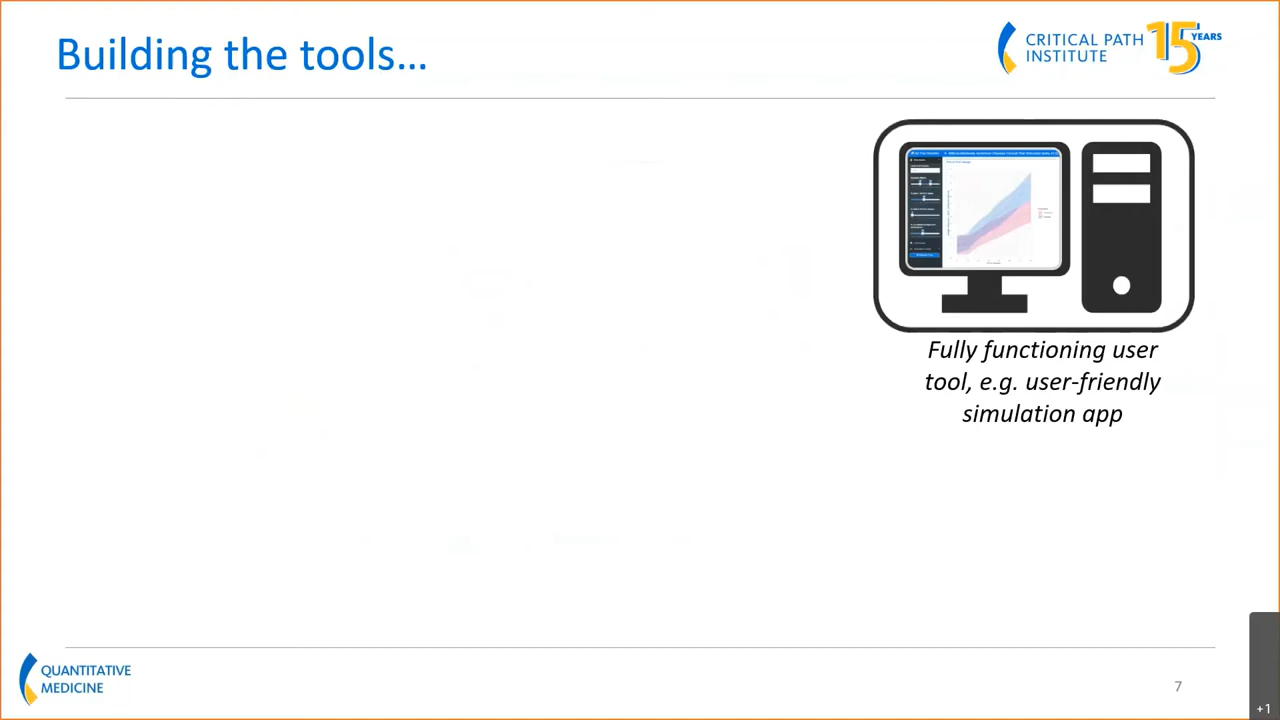 Building the tools...
CRITICAL PATH
INSTITUTE
15
YEARS
Fully functioning user
tool, e.g. user-friendly
simulation app
QUANTITATIVE
MEDICINE
7
+1